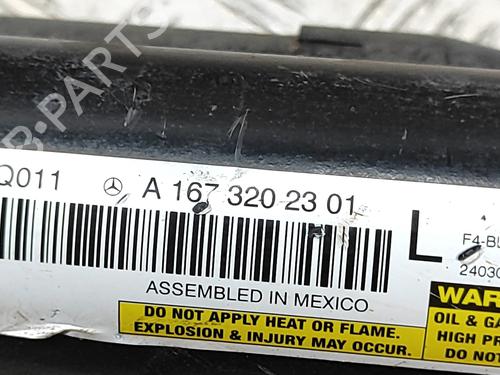 Q011 A 167 320 23 01 L
F4-B
24030
ASSEMBLED IN MEXICO
DO NOT APPLY HEAT OR FLAME.
EXPLOSION & INJURY MAY OCCUR.
WAR
OIL & GA
HIGH PR
DO NOT
B-Parts